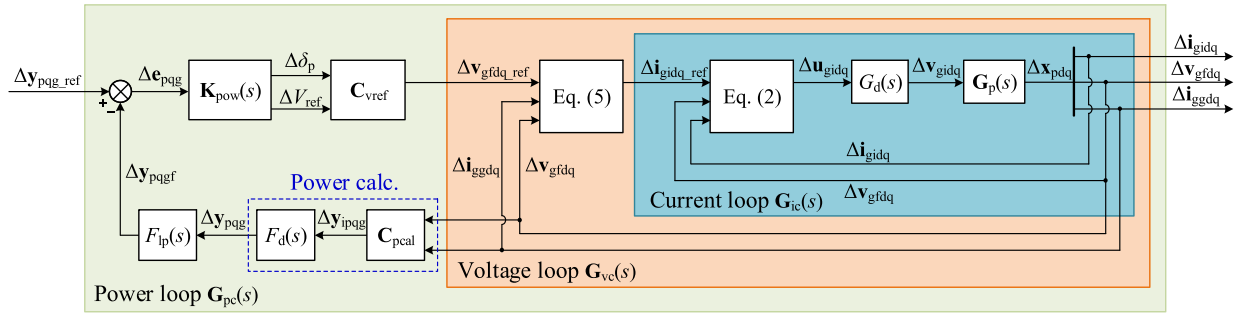 Δy_pqg_ref
+
−
Δe_pqg
K_pow(s)
Δδ_p
ΔV_ref
C_vref
Δv_gfdq_ref
Eq. (5)
Δi_gidq_ref
Eq. (2)
Δu_gidq
G_d(s)
Δv_gidq
G_p(s)
Δx_pdq
Δi_gidq
Δv_gfdq
Δi_ggdq
Δi_gidq
Δv_gfdq
Current loop G_ic(s)
Δi_ggdq
Δv_gfdq
Voltage loop G_vc(s)
Δy_pqgf
Power calc.
F_lp(s)
Δy_pqg
F_d(s)
Δy_ipqg
C_pcal
Power loop G_pc(s)